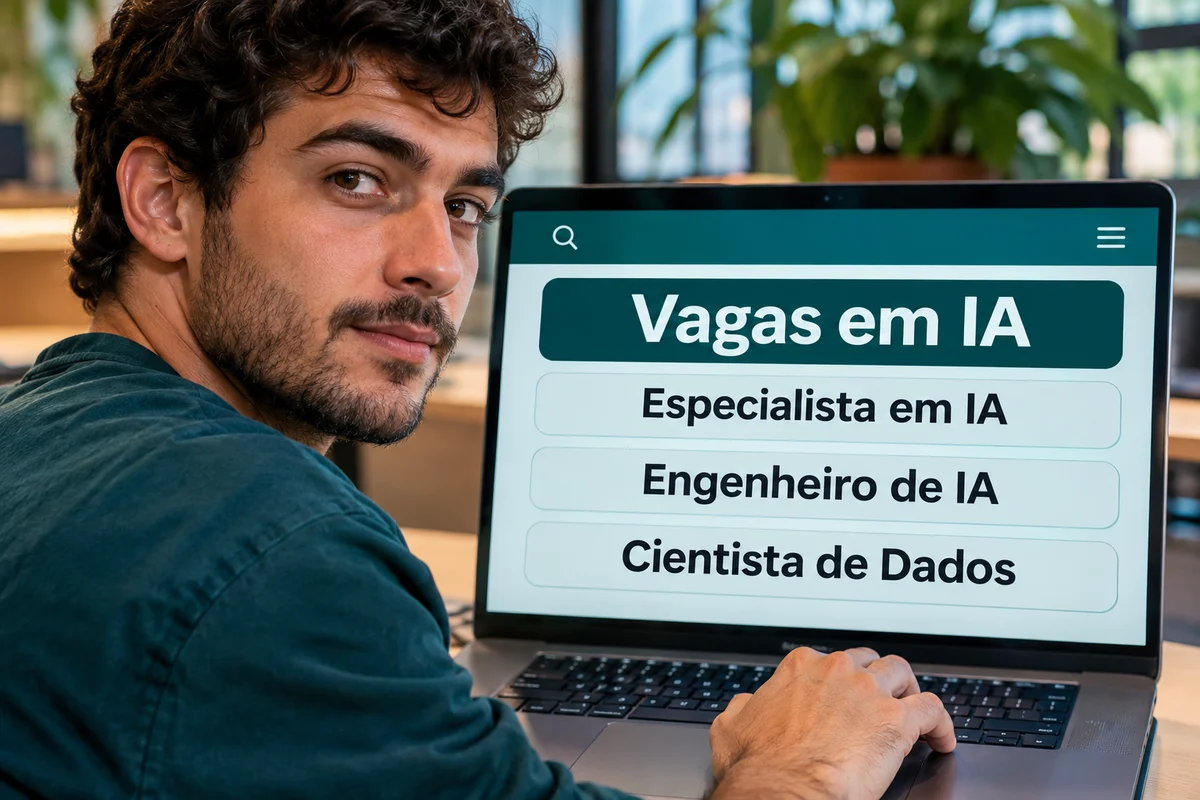 Vagas em IA
Especialista em IA
Engenheiro de IA
Cientista de Dados